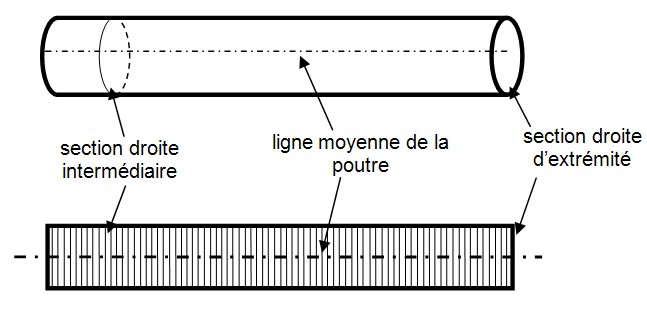 section droite
intermédiaire
ligne moyenne de la
poutre
section droite
d'extrémité